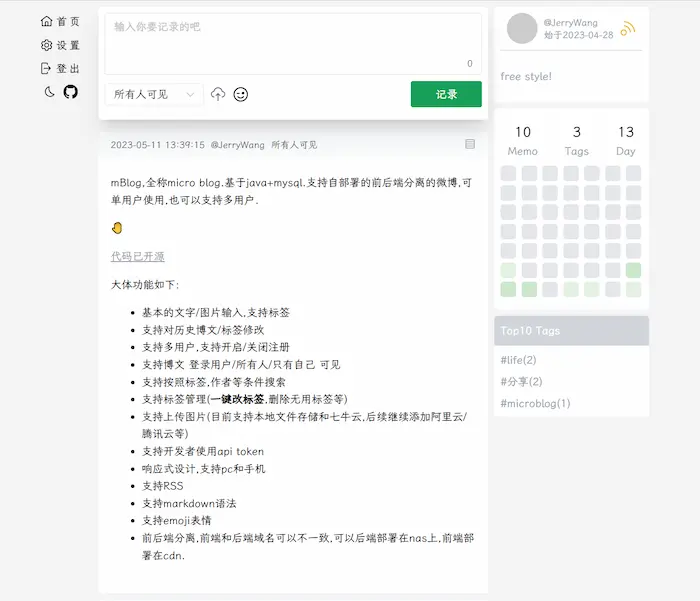 首 页
设 置
登 出
输入你要记录的吧
0
所有人可见
记录
2023-05-11 13:39:15 @JerryWang 所有人可见
mBlog,全称micro blog.基于java+mysql.支持自部署的前后端分离的微博,可
单用户使用,也可以支持多用户.
🤚
代码已开源
大体功能如下:
• 基本的文字/图片输入,支持标签
• 支持对历史博文/标签修改
• 支持多用户,支持开启/关闭注册
• 支持博文 登录用户/所有人/只有自己 可见
• 支持按照标签,作者等条件搜索
• 支持标签管理(一键改标签,删除无用标签等)
• 支持上传图片(目前支持本地文件存储和七牛云,后续继续添加阿里云/
腾讯云等)
• 支持开发者使用api token
• 响应式设计,支持pc和手机
• 支持RSS
• 支持markdown语法
• 支持emoji表情
• 前后端分离,前端和后端域名可以不一致,可以后端部署在nas上,前端部
署在cdn.
@JerryWang
始于2023-04-28
free style!
10 3 13
Memo Tags Day
Top10 Tags
#life(2)
#分享(2)
#microblog(1)